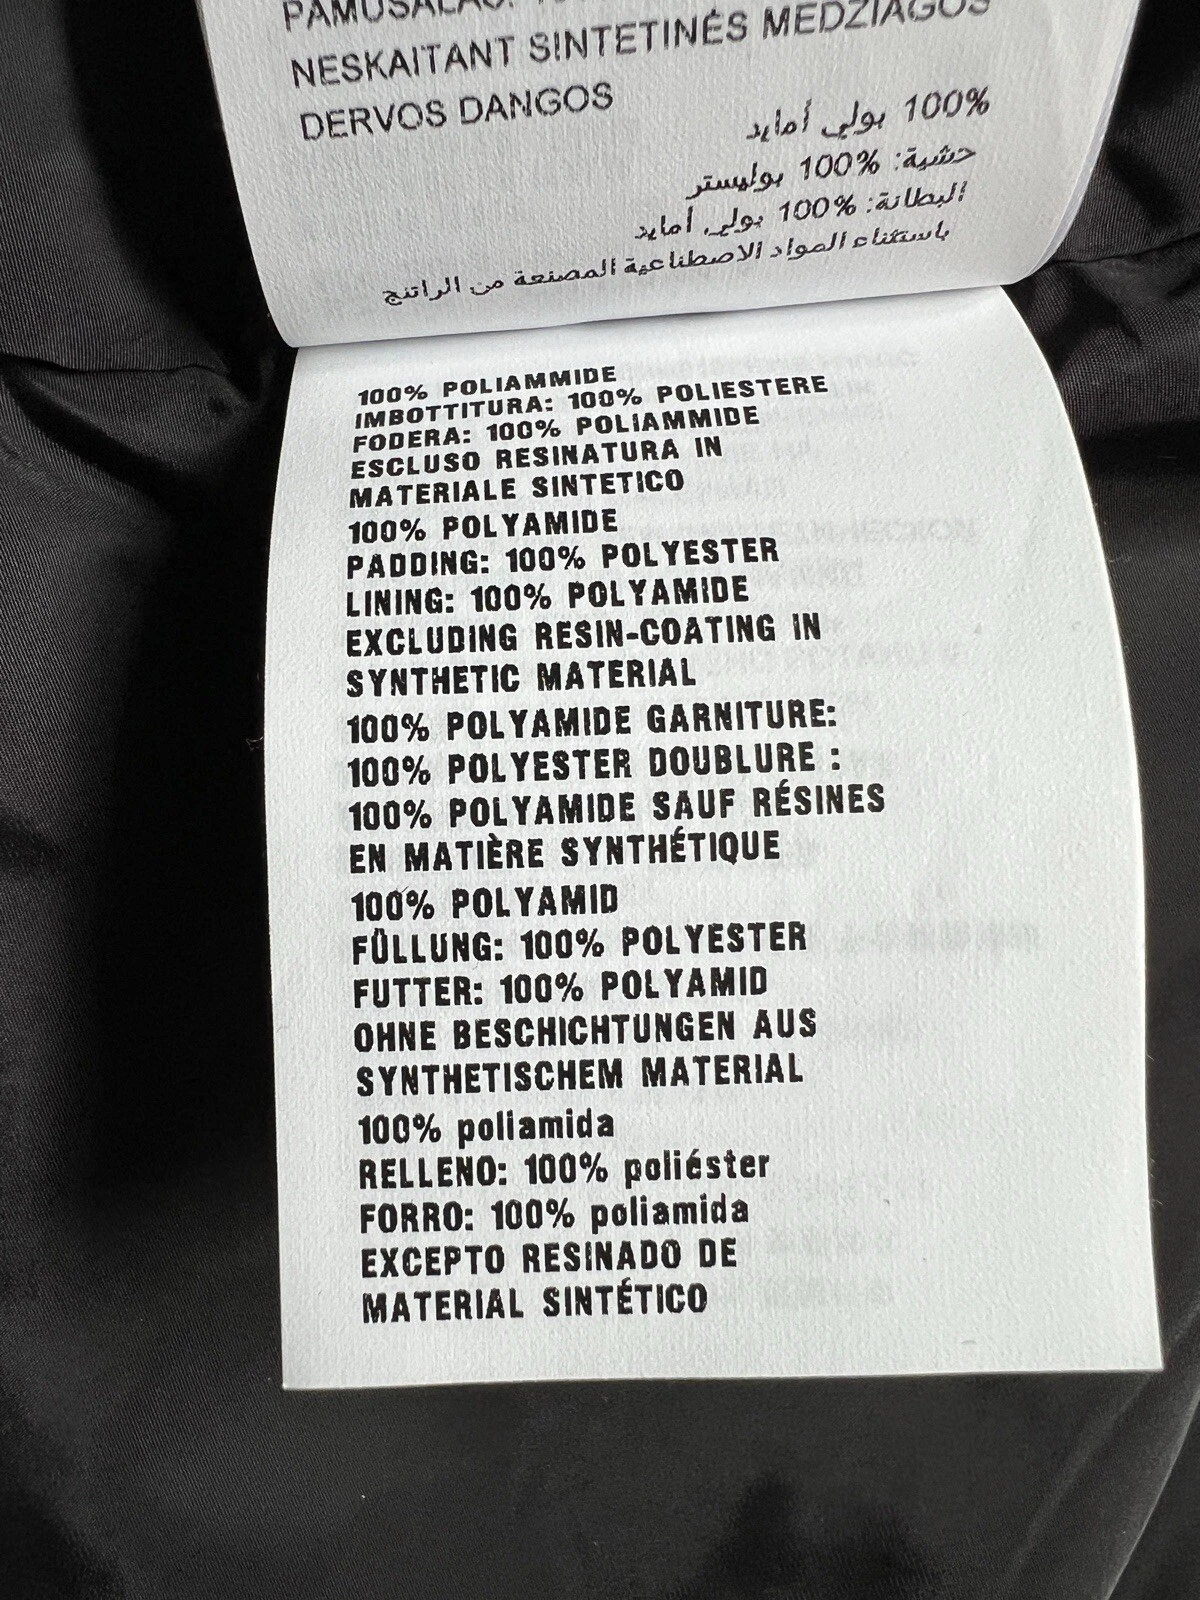 NESKAITANT SINTETINĖS MEDŽIAGOS
DERVOS DANGOS
100% بولي أمايد
حشية: 100% بوليستر
البطانة: 100% بولي أمايد
باستثناء المواد الاصطناعية المصنعة من الراتنج
100% POLIAMMIDE
IMBOTTITURA: 100% POLIESTERE
FODERA: 100% POLIAMMIDE
ESCLUSO RESINATURA IN
MATERIALE SINTETICO
100% POLYAMIDE
PADDING: 100% POLYESTER
LINING: 100% POLYAMIDE
EXCLUDING RESIN-COATING IN
SYNTHETIC MATERIAL
100% POLYAMIDE GARNITURE:
100% POLYESTER DOUBLURE :
100% POLYAMIDE SAUF RÉSINES
EN MATIÈRE SYNTHÉTIQUE
100% POLYAMID
FÜLLUNG: 100% POLYESTER
FUTTER: 100% POLYAMID
OHNE BESCHICHTUNGEN AUS
SYNTHETISCHEM MATERIAL
100% poliamida
RELLENO: 100% poliéster
FORRO: 100% poliamida
EXCEPTO RESINADO DE
MATERIAL SINTÉTICO